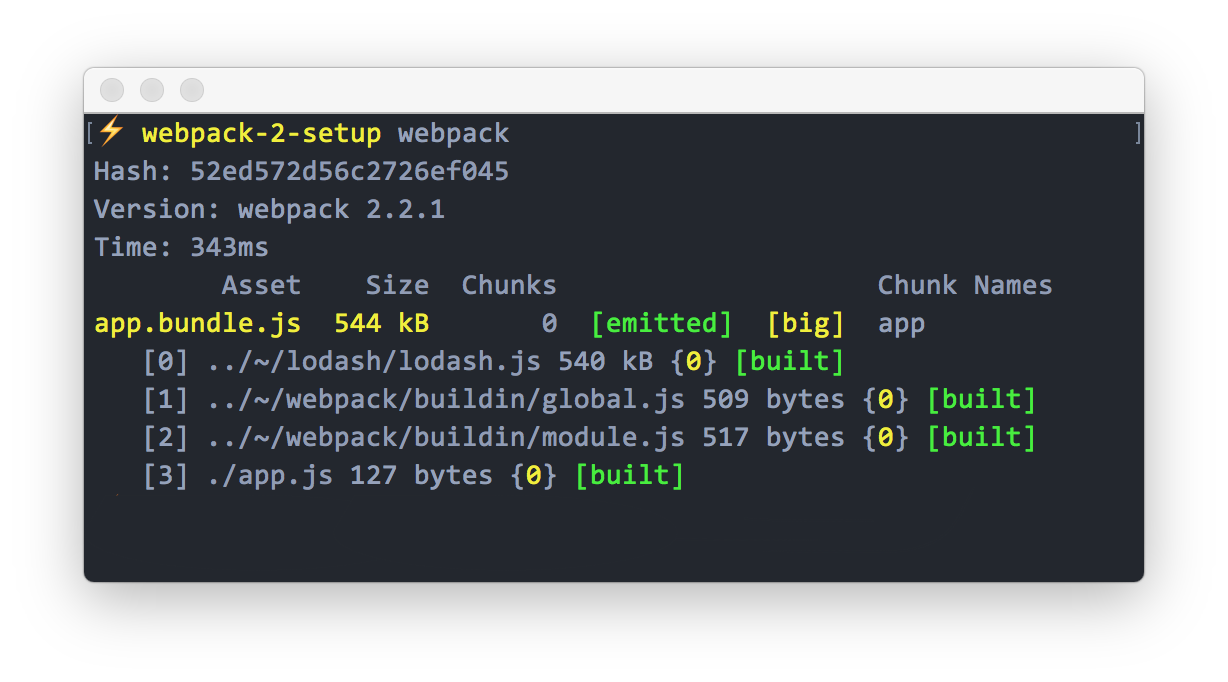 [⚡ webpack-2-setup webpack ]
Hash: 52ed572d56c2726ef045
Version: webpack 2.2.1
Time: 343ms
Asset Size Chunks Chunk Names
app.bundle.js 544 kB 0 [emitted] [big] app
[0] ../~/lodash/lodash.js 540 kB {0} [built]
[1] ../~/webpack/buildin/global.js 509 bytes {0} [built]
[2] ../~/webpack/buildin/module.js 517 bytes {0} [built]
[3] ./app.js 127 bytes {0} [built]